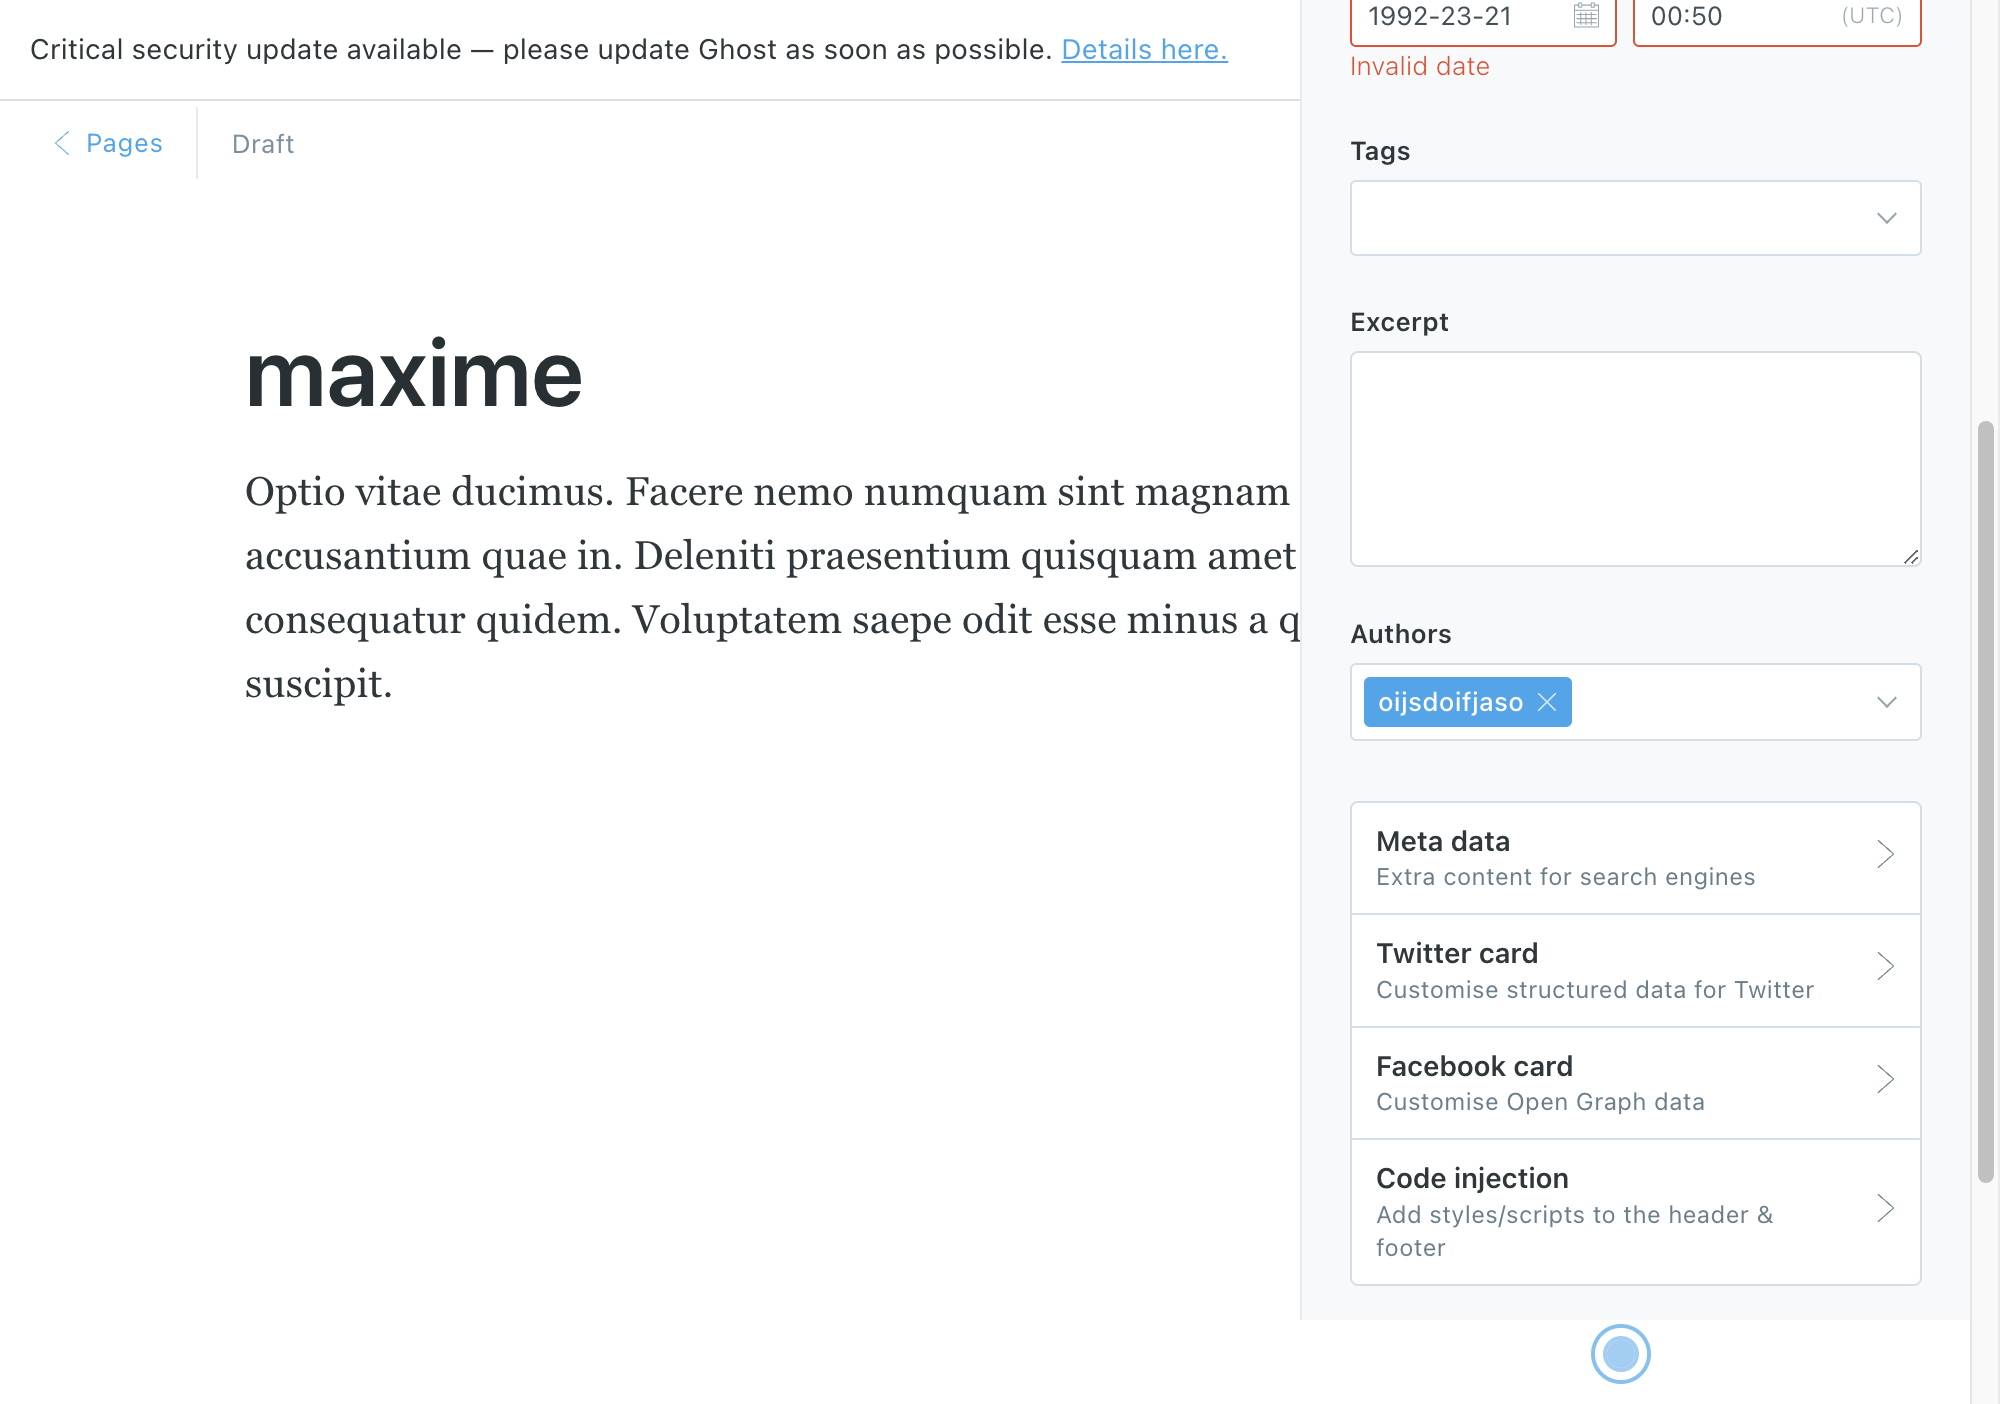 Critical security update available — please update Ghost as soon as possible. Details here.
Pages
Draft
maxime
Optio vitae ducimus. Facere nemo numquam sint magnam
accusantium quae in. Deleniti praesentium quisquam amet
consequatur quidem. Voluptatem saepe odit esse minus a q
suscipit.
1992-23-21
00:50 (UTC)
Invalid date
Tags
Excerpt
Authors
oijsdoifjaso
Meta data
Extra content for search engines
Twitter card
Customise structured data for Twitter
Facebook card
Customise Open Graph data
Code injection
Add styles/scripts to the header &
footer